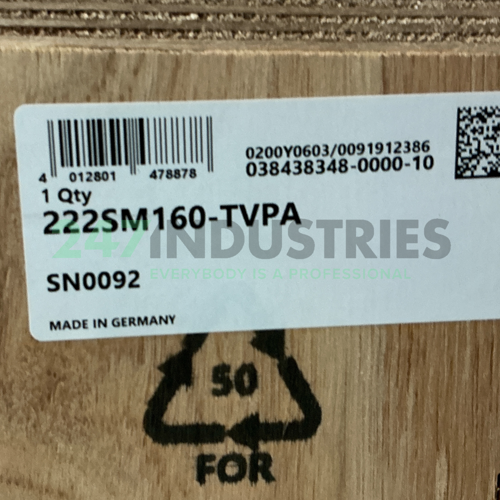 4 012801 478878
0200Y0603/0091912386
038438348-0000-10
1 Qty
222SM160-TVPA
247INDUSTRIES
EVERYBODY IS A PROFESSIONAL
SN0092
MADE IN GERMANY
50
FOR